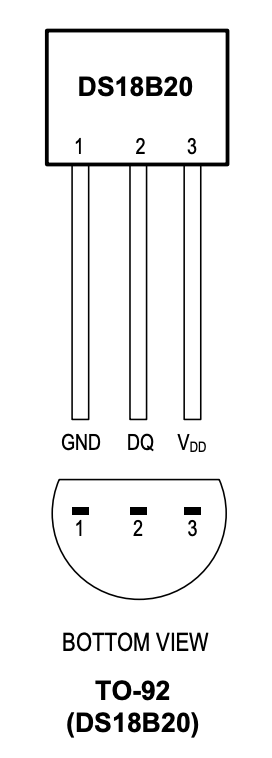 DS18B20
1 2 3
GND DQ VDD
1 2 3
BOTTOM VIEW
TO-92
(DS18B20)